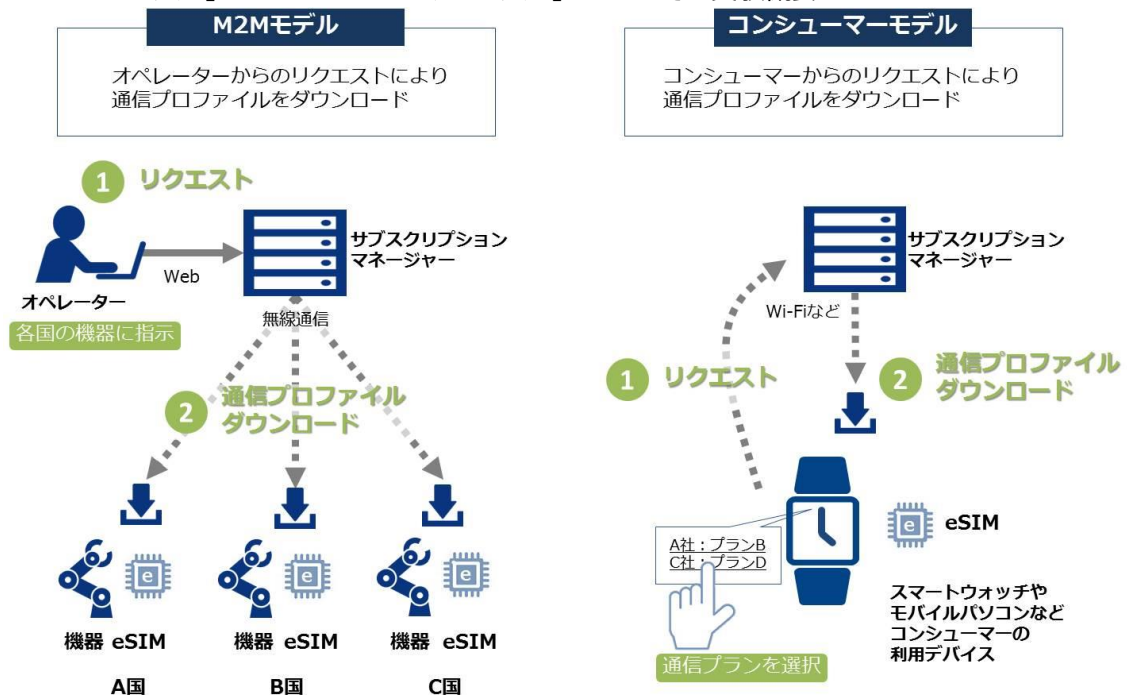 M2Mモデル
オペレーターからのリクエストにより
通信プロファイルをダウンロード
1 リクエスト
サブスクリプション
マネージャー
Web
オペレーター
各国の機器に指示
無線通信
2 通信プロファイル
ダウンロード
機器 eSIM
機器 eSIM
機器 eSIM
A国
B国
C国
コンシューマーモデル
コンシューマーからのリクエストにより
通信プロファイルをダウンロード
サブスクリプション
マネージャー
Wi-Fiなど
1 リクエスト
2 通信プロファイル
ダウンロード
A社：プランB
C社：プランD
eSIM
通信プランを選択
スマートウォッチや
モバイルパソコンなど
コンシューマーの
利用デバイス